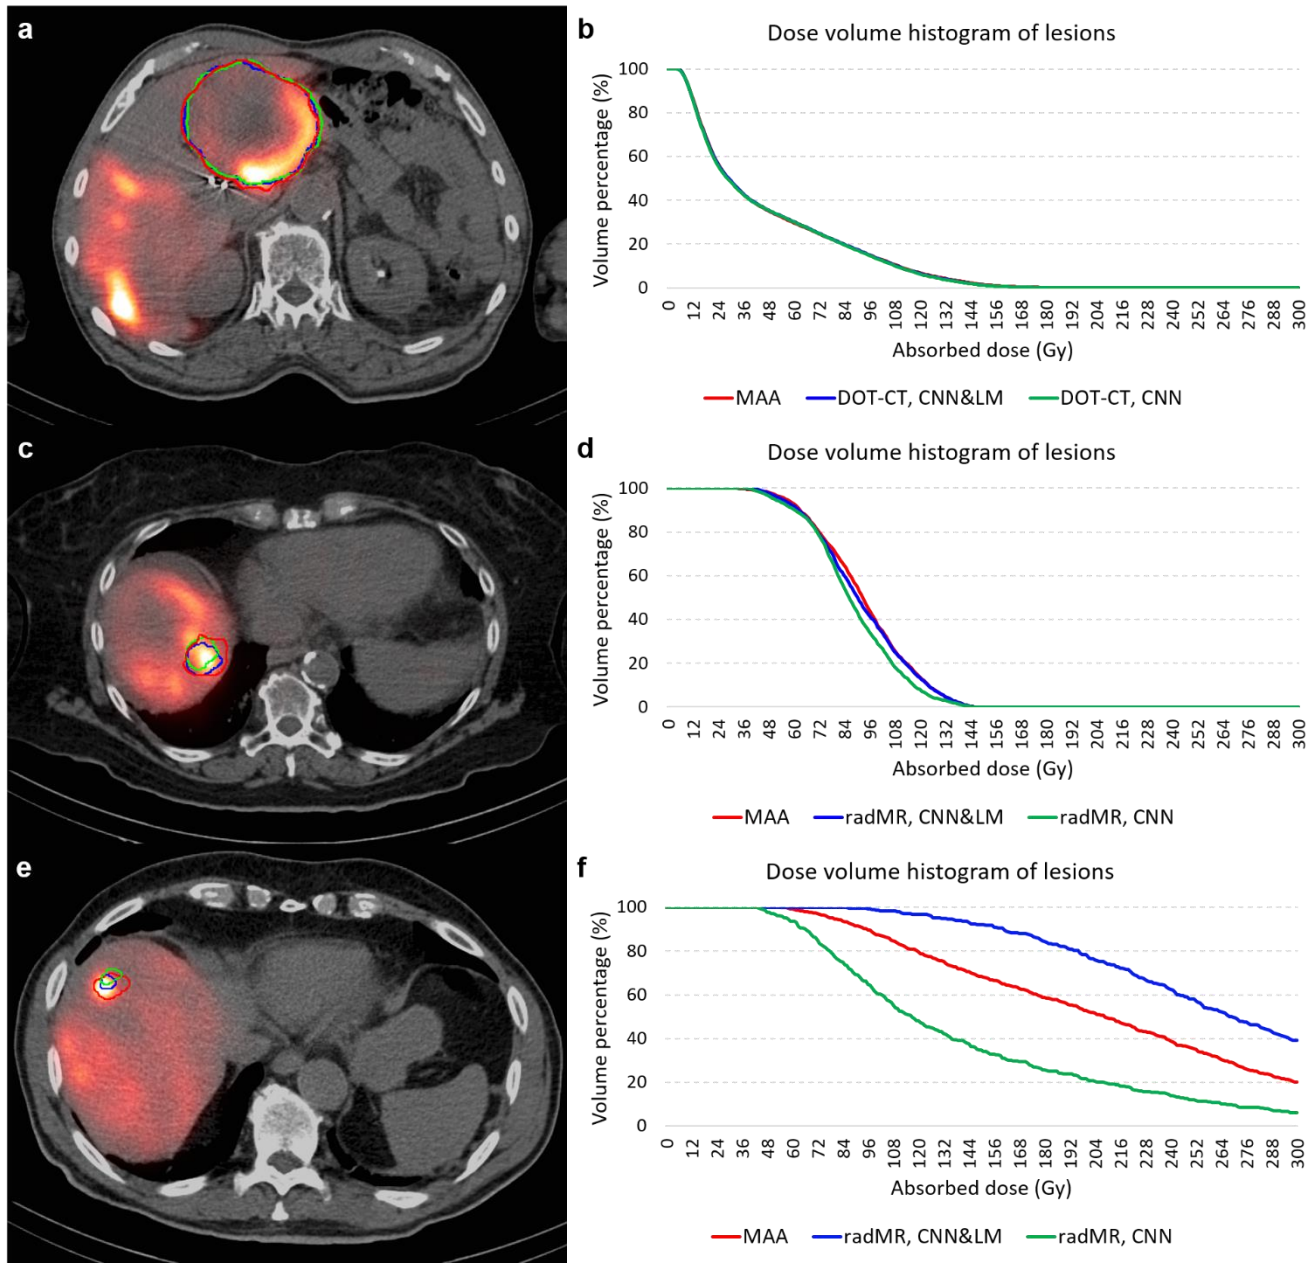 a
b
Dose volume histogram of lesions
Volume percentage (%)
100
80
60
40
20
0
0 12 24 36 48 60 72 84 96 108 120 132 144 156 168 180 192 204 216 228 240 252 264 276 288 300
Absorbed dose (Gy)
MAA DOT-CT, CNN&LM DOT-CT, CNN
c
d
Dose volume histogram of lesions
Volume percentage (%)
100
80
60
40
20
0
0 12 24 36 48 60 72 84 96 108 120 132 144 156 168 180 192 204 216 228 240 252 264 276 288 300
Absorbed dose (Gy)
MAA radMR, CNN&LM radMR, CNN
e
f
Dose volume histogram of lesions
Volume percentage (%)
100
80
60
40
20
0
0 12 24 36 48 60 72 84 96 108 120 132 144 156 168 180 192 204 216 228 240 252 264 276 288 300
Absorbed dose (Gy)
MAA radMR, CNN&LM radMR, CNN